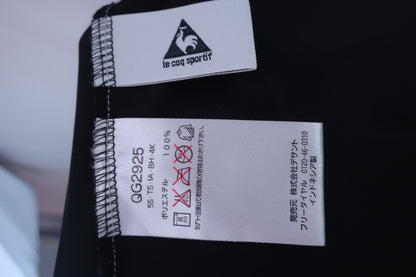 le coq sportif
QG2925
5S・TS・1A BH・4K
ポリエステル 100%
発売元 株式会社デサント
フリーダイヤル 0120-46-0310
インドネシア製